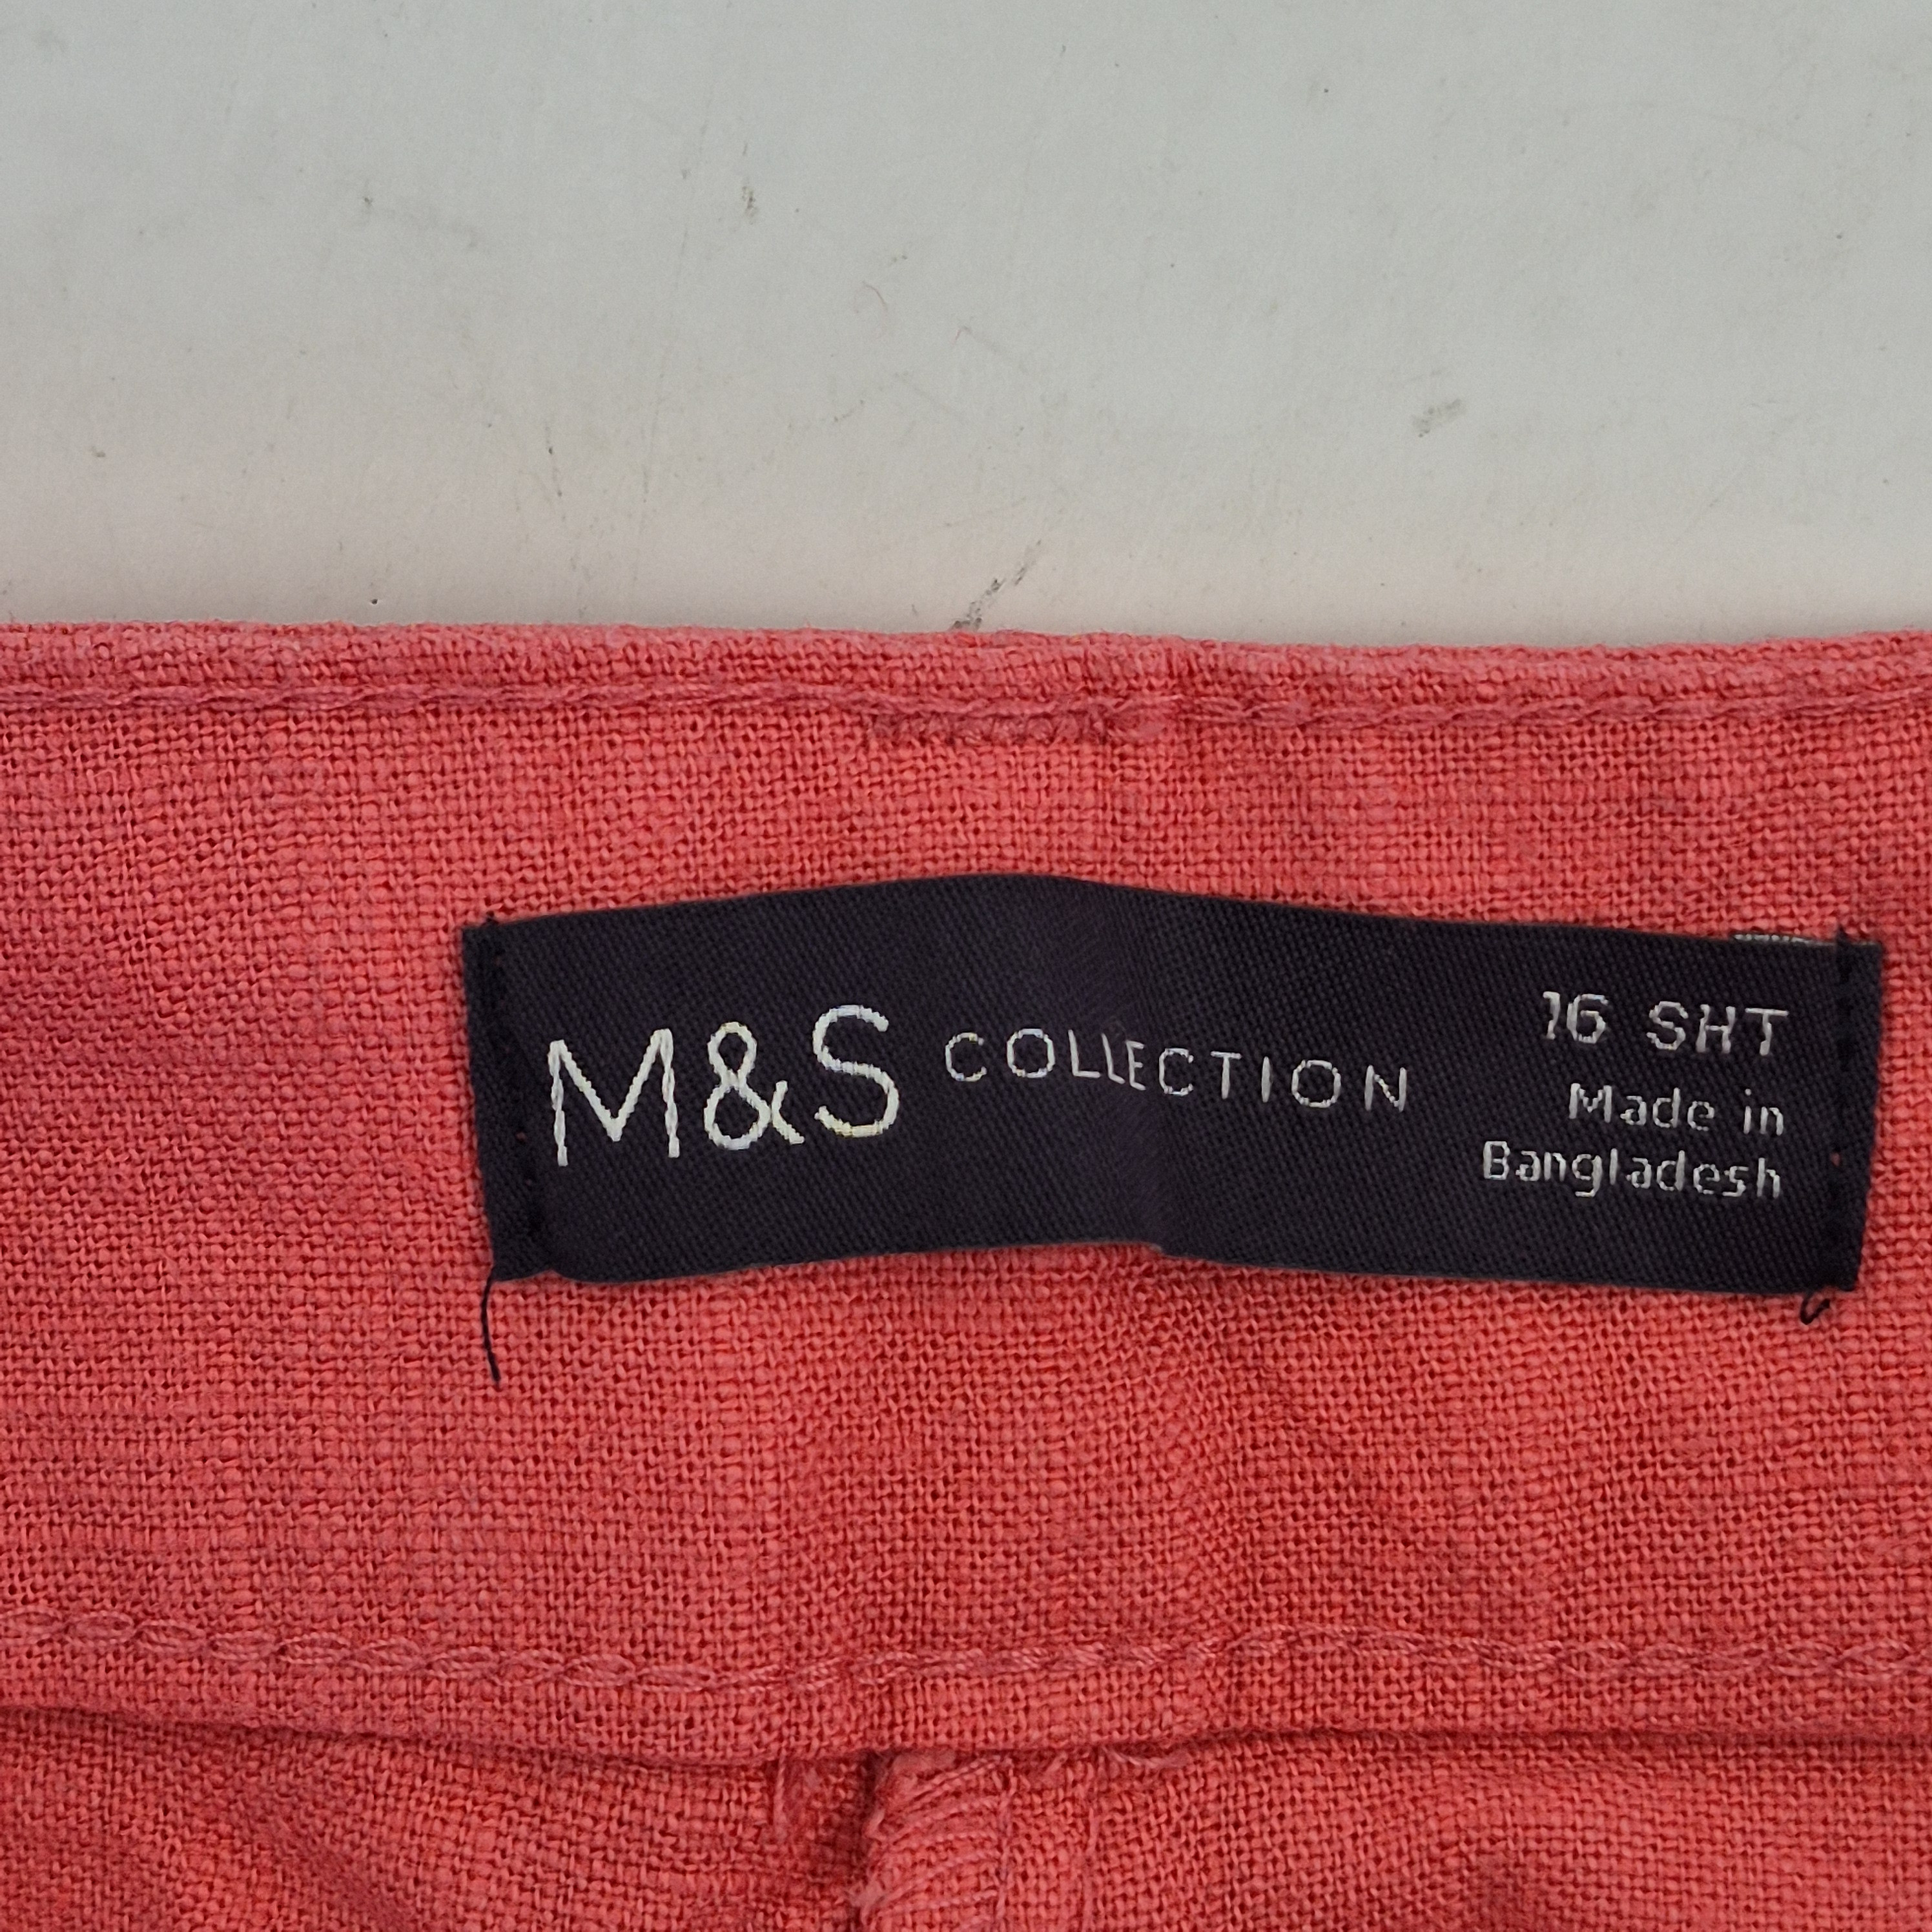 M&S COLLECTION
16 SHT
Made in
Bangladesh